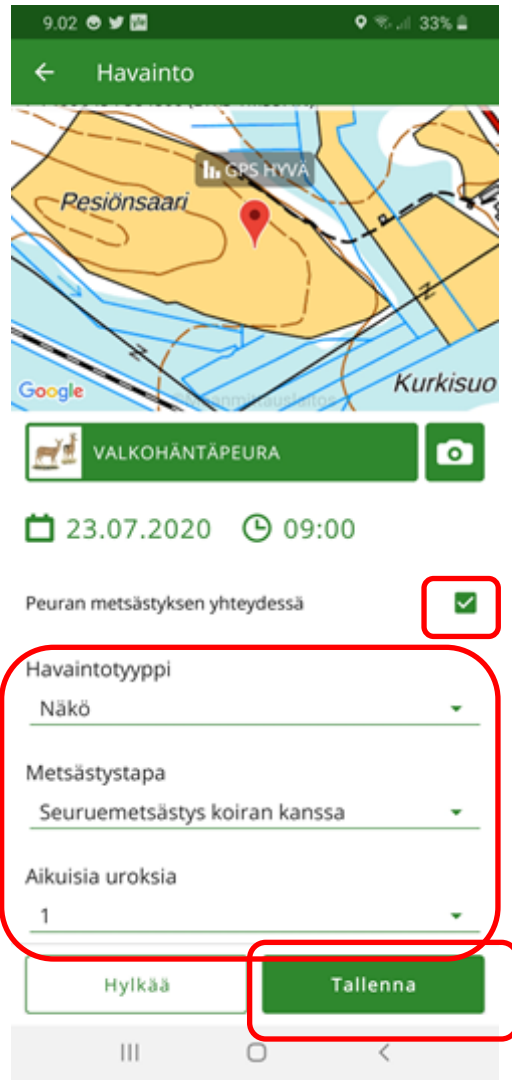 9.02 33%
Havainto
GPS HYVÄ
Pesiönsaari
Kurkisuo
Google
©Maanmittauslaitos
VALKOHÄNTÄPEURA
23.07.2020 09:00
Peuran metsästyksen yhteydessä
Havaintotyyppi
Näkö
Metsästystapa
Seuruemetsästys koiran kanssa
Aikuisia uroksia
1
Hylkää Tallenna